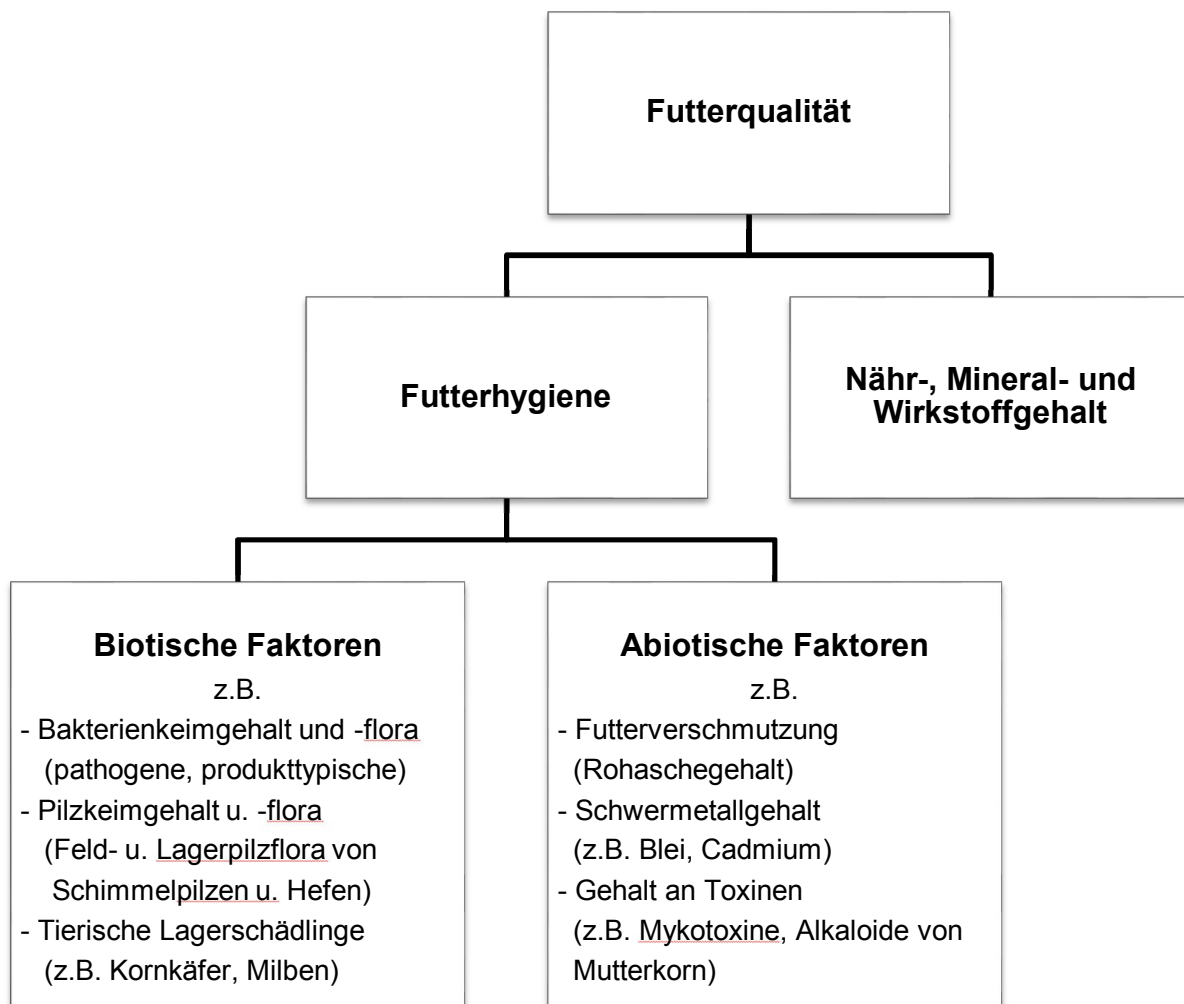 Futterqualität
Futterhygiene
Nähr-, Mineral- und
Wirkstoffgehalt
Biotische Faktoren
z.B.
- Bakterienkeimgehalt und -flora
(pathogene, produkttypische)
- Pilzkeimgehalt u. -flora
(Feld- u. Lagerpilzflora von
Schimmelpilzen u. Hefen)
- Tierische Lagerschädlinge
(z.B. Kornkäfer, Milben)
Abiotische Faktoren
z.B.
- Futterverschmutzung
(Rohaschegehalt)
- Schwermetallgehalt
(z.B. Blei, Cadmium)
- Gehalt an Toxinen
(z.B. Mykotoxine, Alkaloide von
Mutterkorn)